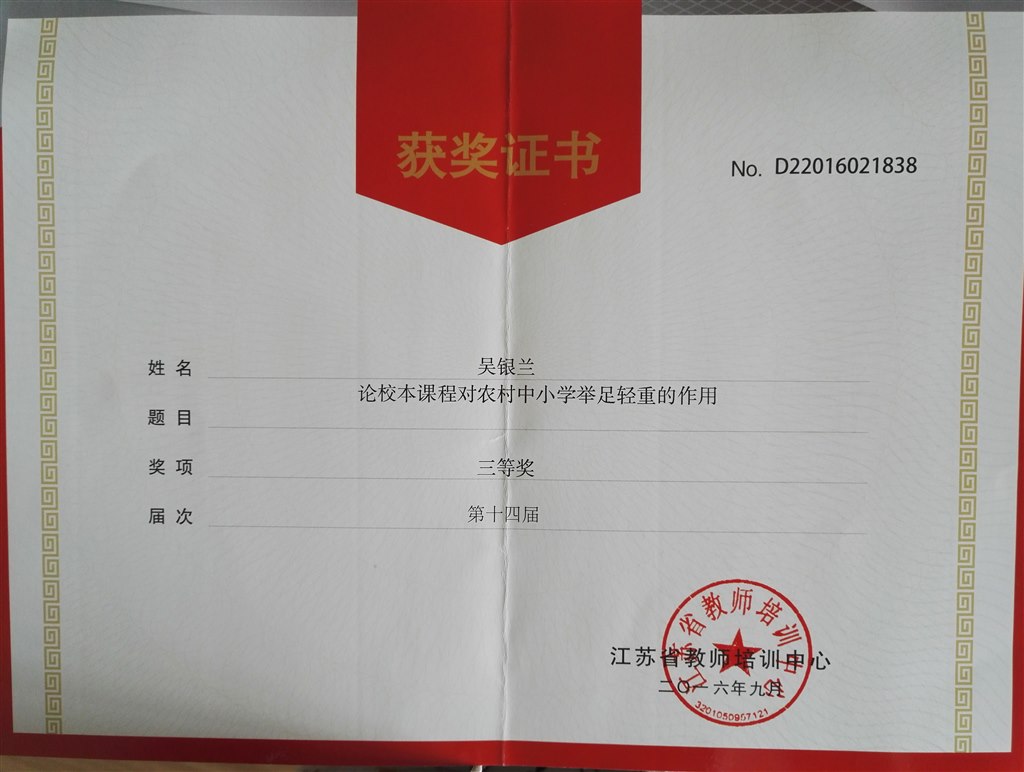 获奖证书
No. D22016021838
姓名 吴银兰
题目 论校本课程对农村中小学举足轻重的作用
奖项 三等奖
届次 第十四届
江苏省教师培训中心
江苏省教师培训中心
二〇一六年九月